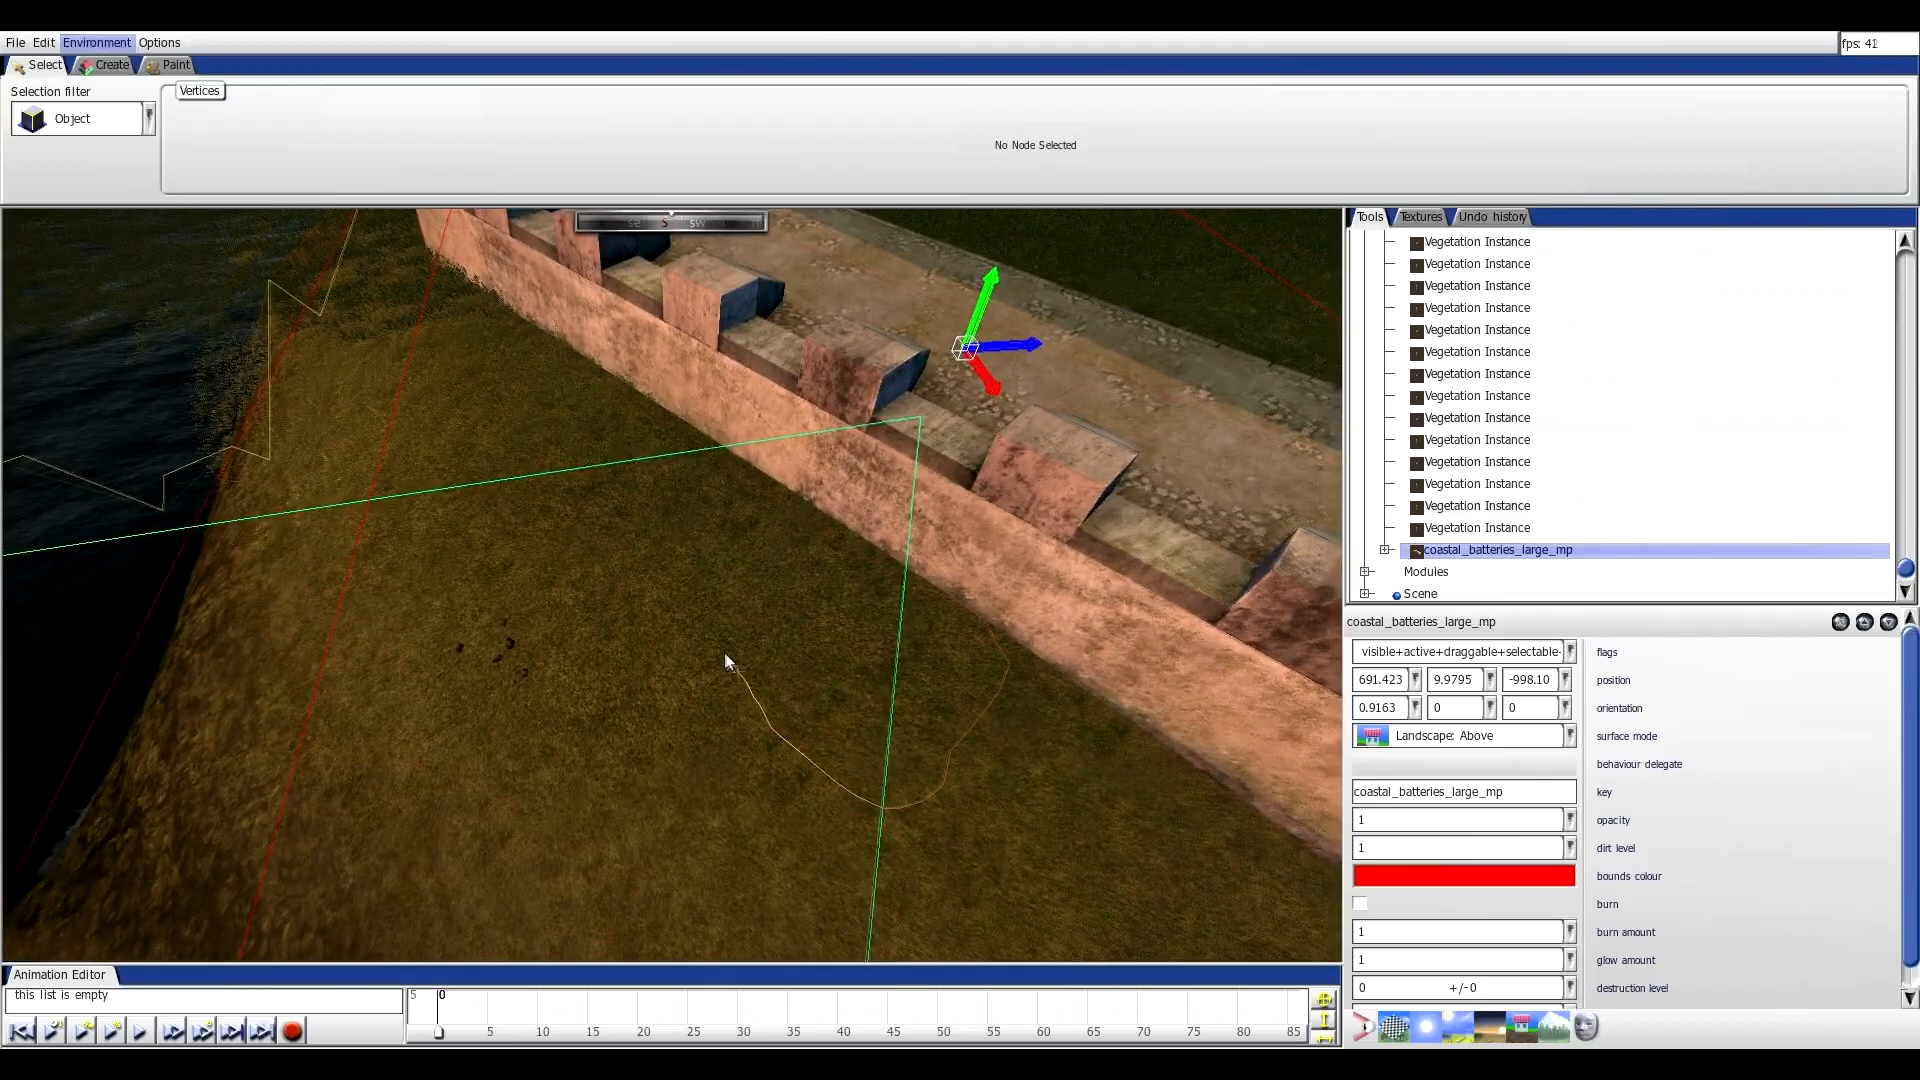 File Edit Environment Options
fps: 42
Select Create Paint
Selection filter
Object
Vertices
No Node Selected
se S sw
Tools Textures Undo history
Vegetation Instance
Vegetation Instance
Vegetation Instance
Vegetation Instance
Vegetation Instance
Vegetation Instance
Vegetation Instance
Vegetation Instance
Vegetation Instance
Vegetation Instance
Vegetation Instance
Vegetation Instance
Vegetation Instance
Vegetation Instance
coastal_batteries_large_mp
Modules
Scene
coastal_batteries_large_mp
visible+active+draggable+selectable- flags
691.423 9.9795 -998.10 position
0.9163 0 0 orientation
Landscape: Above surface mode
behaviour delegate
coastal_batteries_large_mp key
1 opacity
1 dirt level
bounds colour
burn
1 burn amount
1 glow amount
0 +/-0 destruction level
Animation Editor
this list is empty
5 0
5 10 15 20 25 30 35 40 45 50 55 60 65 70 75 80 85